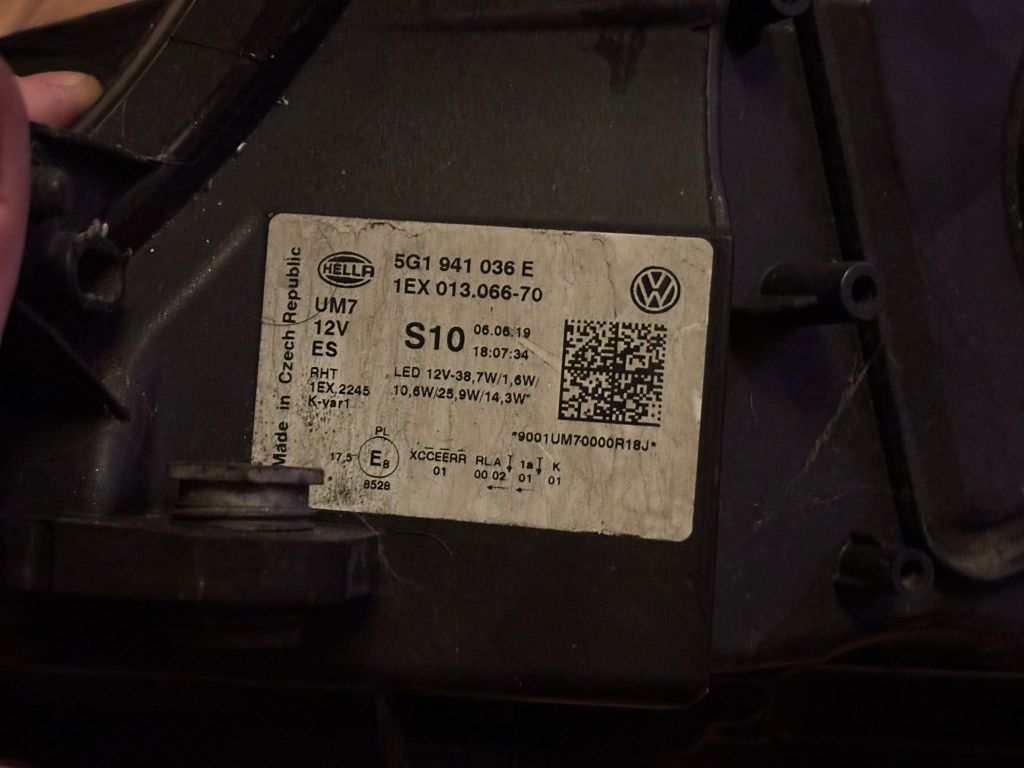 Made in Czech Republic
HELLA
5G1 941 036 E
1EX 013.066-70
UM7
12V
ES
S10
06.06.19
18:07:34
RHT
1EX.2245
K-var1
LED 12V-38,7W/1,6W/
10,6W/25,9W/14,3W"
*9001UM70000R18J*
PL
17,5
E8
8528
XCCEERR
01
RLA 1a K
00 02 01 01